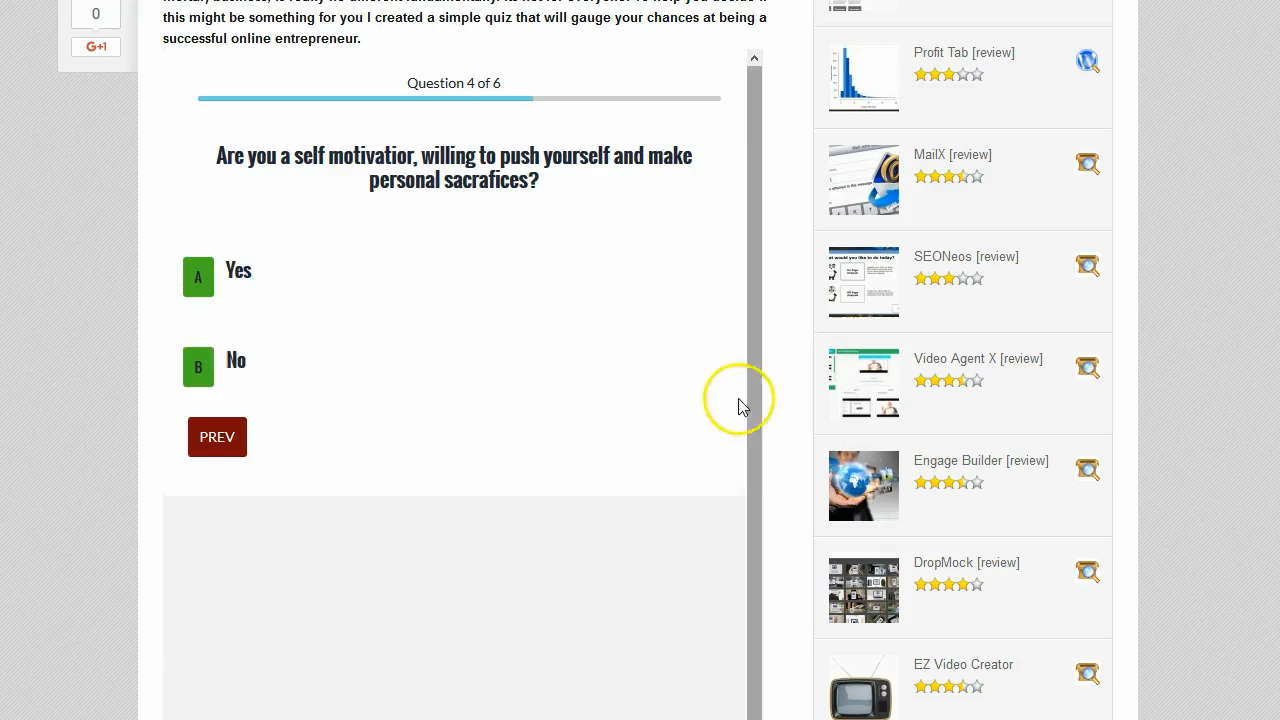 0
G+1
this might be something for you I created a simple quiz that will gauge your chances at being a
successful online entrepreneur.
Question 4 of 6
Are you a self motivatior, willing to push yourself and make
personal sacrafices?
A Yes
B No
PREV
Profit Tab [review]
MailX [review]
SEONeos [review]
Video Agent X [review]
Engage Builder [review]
DropMock [review]
EZ Video Creator